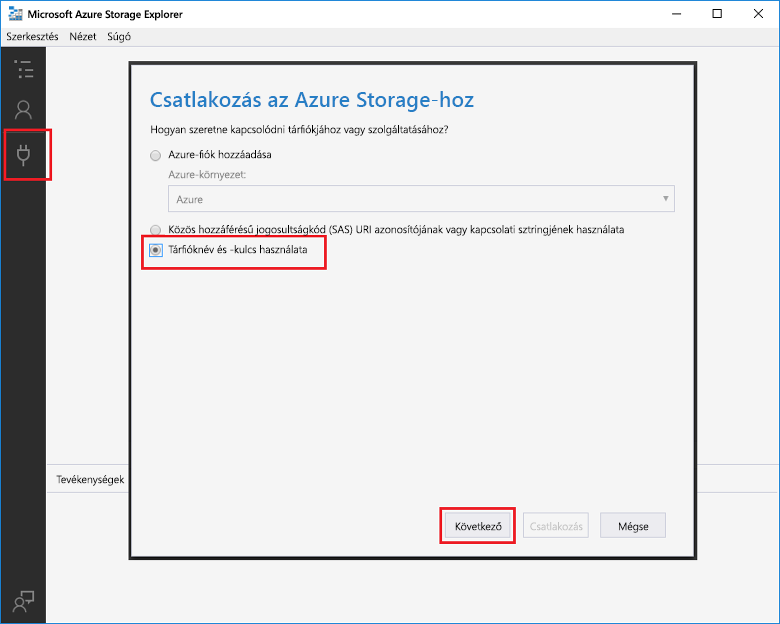 Microsoft Azure Storage Explorer
Szerkesztés Nézet Súgó
Csatlakozás az Azure Storage-hoz
Hogyan szeretne kapcsolódni tárfiókjához vagy szolgáltatásához?
Azure-fiók hozzáadása
Azure-környezet:
Azure
Közös hozzáférésű jogosultságkód (SAS) URI azonosítójának vagy kapcsolati sztringjének használata
Tárfióknév és -kulcs használata
Tevékenységek
Következő Csatlakozás Mégse